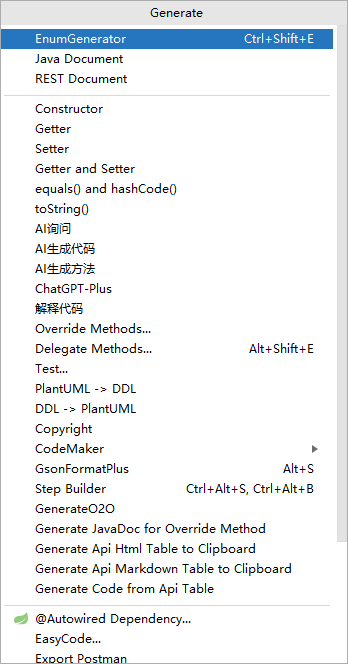 Generate
EnumGenerator Ctrl+Shift+E
Java Document
REST Document
Constructor
Getter
Setter
Getter and Setter
equals() and hashCode()
toString()
AI询问
AI生成代码
AI生成方法
ChatGPT-Plus
解释代码
Override Methods...
Delegate Methods... Alt+Shift+E
Test...
PlantUML -> DDL
DDL -> PlantUML
Copyright
CodeMaker
GsonFormatPlus Alt+S
Step Builder Ctrl+Alt+S, Ctrl+Alt+B
GenerateO2O
Generate JavaDoc for Override Method
Generate Api Html Table to Clipboard
Generate Api Markdown Table to Clipboard
Generate Code from Api Table
@Autowired Dependency...
EasyCode...
Export Postman